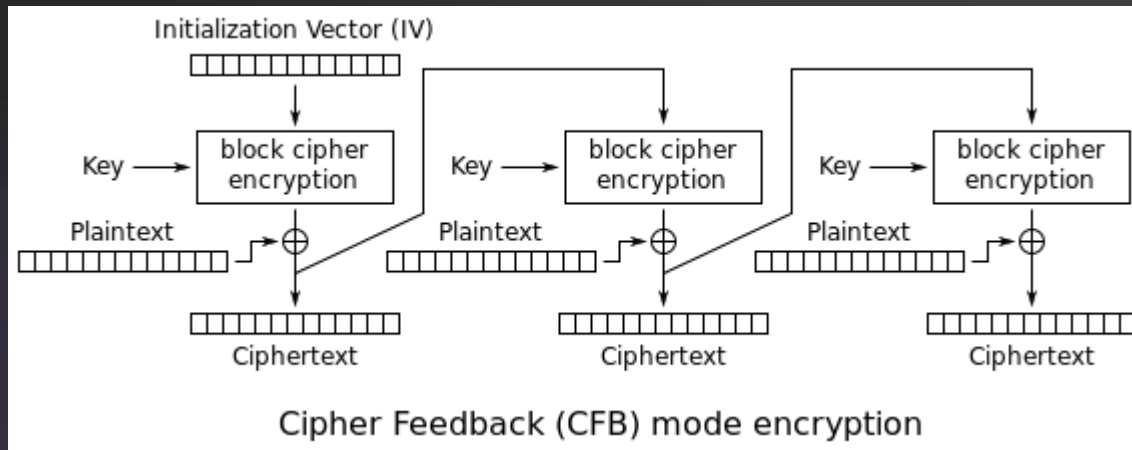 Initialization Vector (IV)
Key
block cipher
encryption
Key
block cipher
encryption
Key
block cipher
encryption
Plaintext
Plaintext
Plaintext
Ciphertext
Ciphertext
Ciphertext
Cipher Feedback (CFB) mode encryption